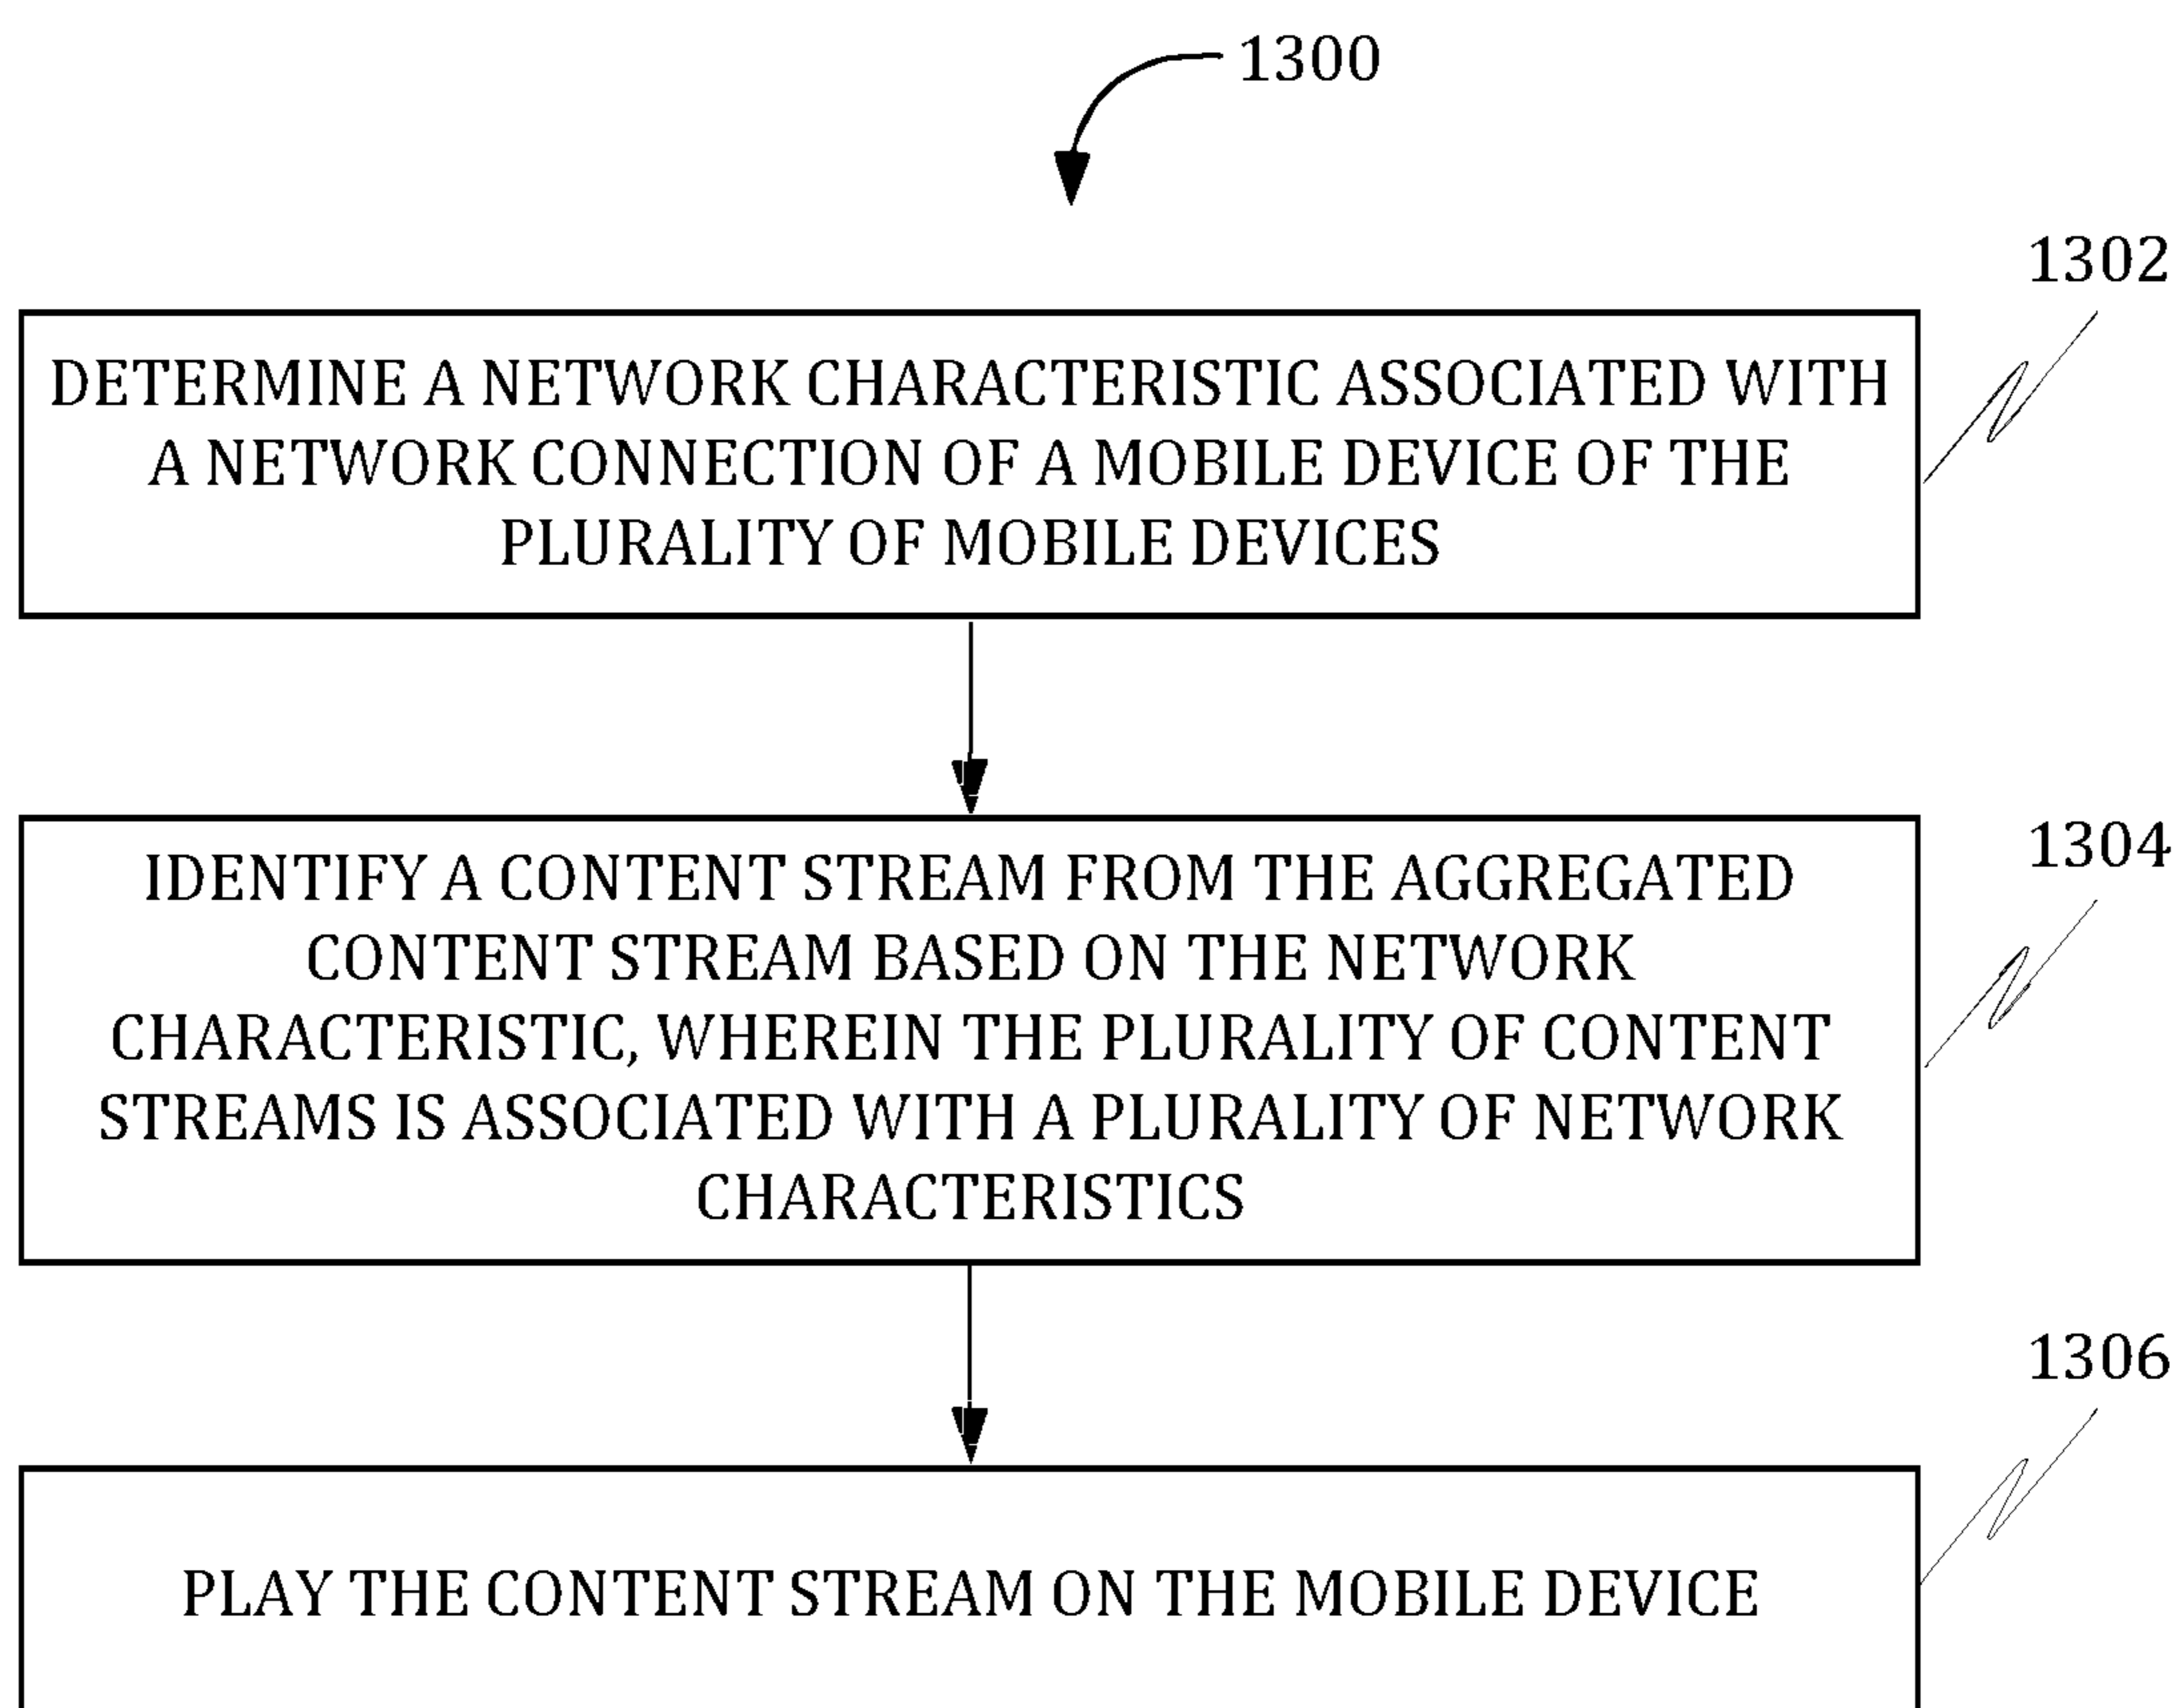 1300
1302
DETERMINE A NETWORK CHARACTERISTIC ASSOCIATED WITH
A NETWORK CONNECTION OF A MOBILE DEVICE OF THE
PLURALITY OF MOBILE DEVICES
1304
IDENTIFY A CONTENT STREAM FROM THE AGGREGATED
CONTENT STREAM BASED ON THE NETWORK
CHARACTERISTIC, WHEREIN THE PLURALITY OF CONTENT
STREAMS IS ASSOCIATED WITH A PLURALITY OF NETWORK
CHARACTERISTICS
1306
PLAY THE CONTENT STREAM ON THE MOBILE DEVICE